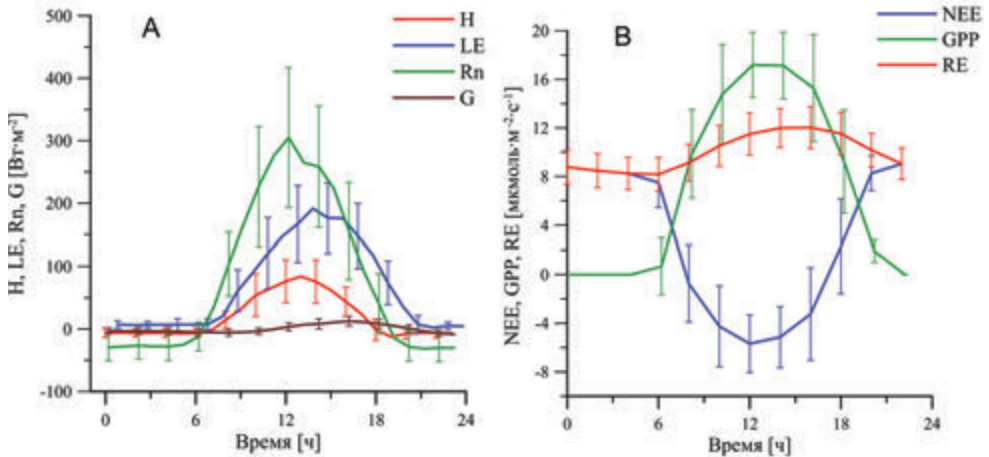 A
H
LE
Rn
G
H, LE, Rn, G [Вт·м⁻²]
500
400
300
200
100
0
-100
0
6
12
18
24
Время [ч]
B
NEE
GPP
RE
NEE, GPP, RE [мкмоль·м⁻²·с⁻¹]
20
16
12
8
4
0
-4
-8
0
6
12
18
24
Время [ч]